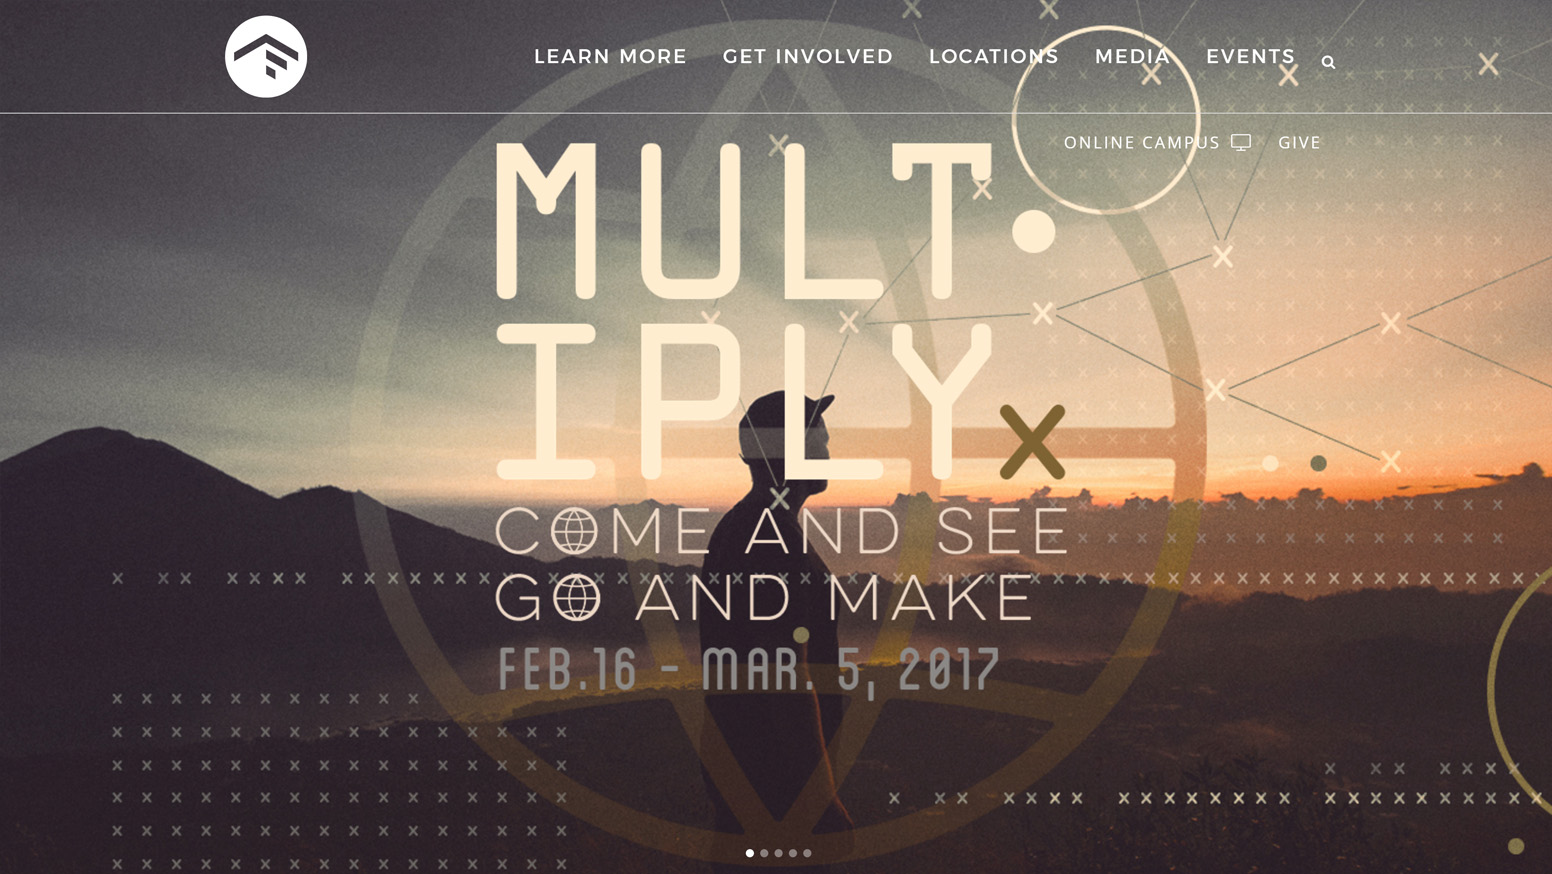 LEARN MORE GET INVOLVED LOCATIONS MEDIA EVENTS
ONLINE CAMPUS GIVE
MULT
IPLY
COME AND SEE
GO AND MAKE
FEB.16 - MAR. 5, 2017